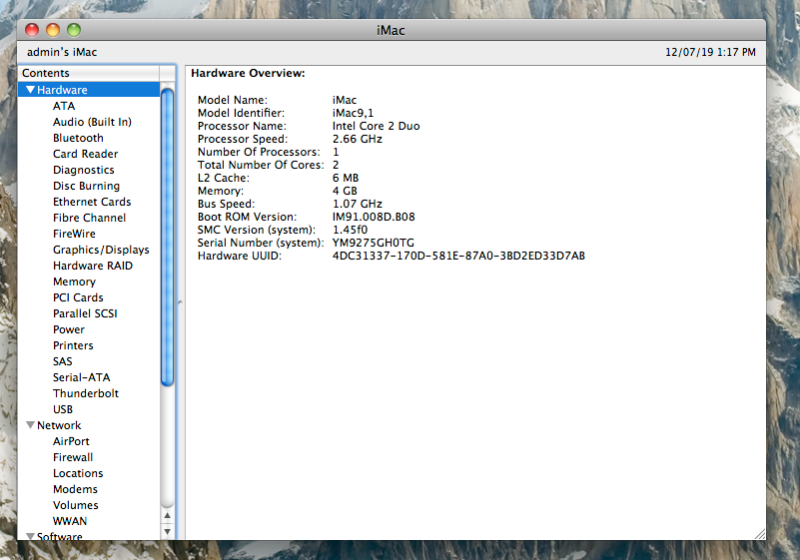 iMac
admin's iMac
12/07/19 1:17 PM
Contents
Hardware
ATA
Audio (Built In)
Bluetooth
Card Reader
Diagnostics
Disc Burning
Ethernet Cards
Fibre Channel
FireWire
Graphics/Displays
Hardware RAID
Memory
PCI Cards
Parallel SCSI
Power
Printers
SAS
Serial-ATA
Thunderbolt
USB
Network
AirPort
Firewall
Locations
Modems
Volumes
WWAN
Software
Hardware Overview:
Model Name: iMac
Model Identifier: iMac9,1
Processor Name: Intel Core 2 Duo
Processor Speed: 2.66 GHz
Number Of Processors: 1
Total Number Of Cores: 2
L2 Cache: 6 MB
Memory: 4 GB
Bus Speed: 1.07 GHz
Boot ROM Version: IM91.008D.B08
SMC Version (system): 1.45f0
Serial Number (system): YM9275GH0TG
Hardware UUID: 4DC31337-170D-581E-87A0-3BD2ED33D7AB